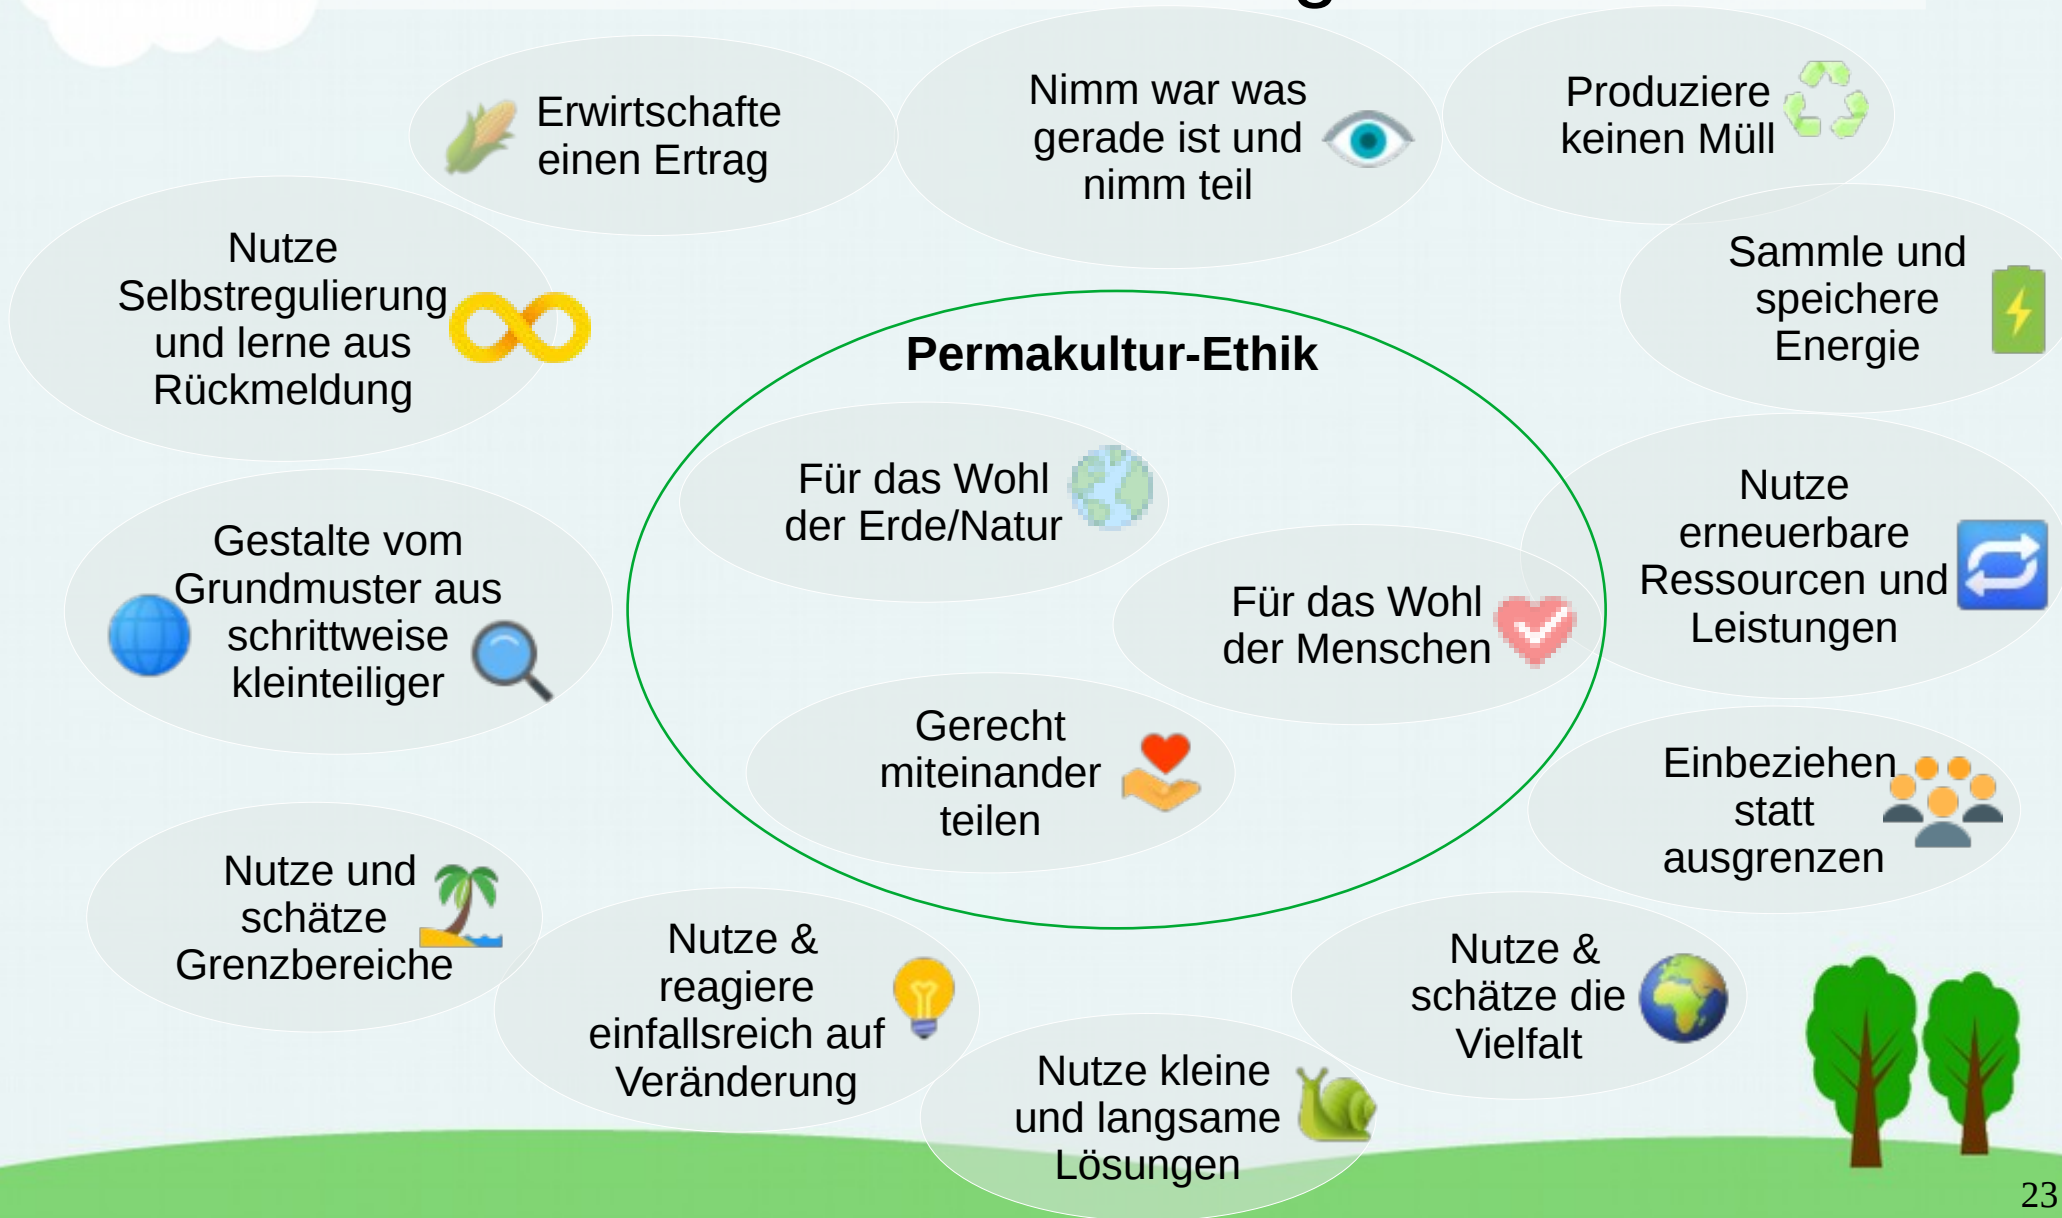 Erwirtschafte
einen Ertrag
Nimm war was
gerade ist und
nimm teil
Produziere
keinen Müll
Nutze
Selbstregulierung
und lerne aus
Rückmeldung
Sammle und
speichere
Energie
Permakultur-Ethik
Für das Wohl
der Erde/Natur
Für das Wohl
der Menschen
Gerecht
miteinander
teilen
Gestalte vom
Grundmuster aus
schrittweise
kleinteiliger
Nutze
erneuerbare
Ressourcen und
Leistungen
Einbeziehen
statt
ausgrenzen
Nutze und
schätze
Grenzbereiche
Nutze &
reagiere
einfallsreich auf
Veränderung
Nutze kleine
und langsame
Lösungen
Nutze &
schätze die
Vielfalt
23